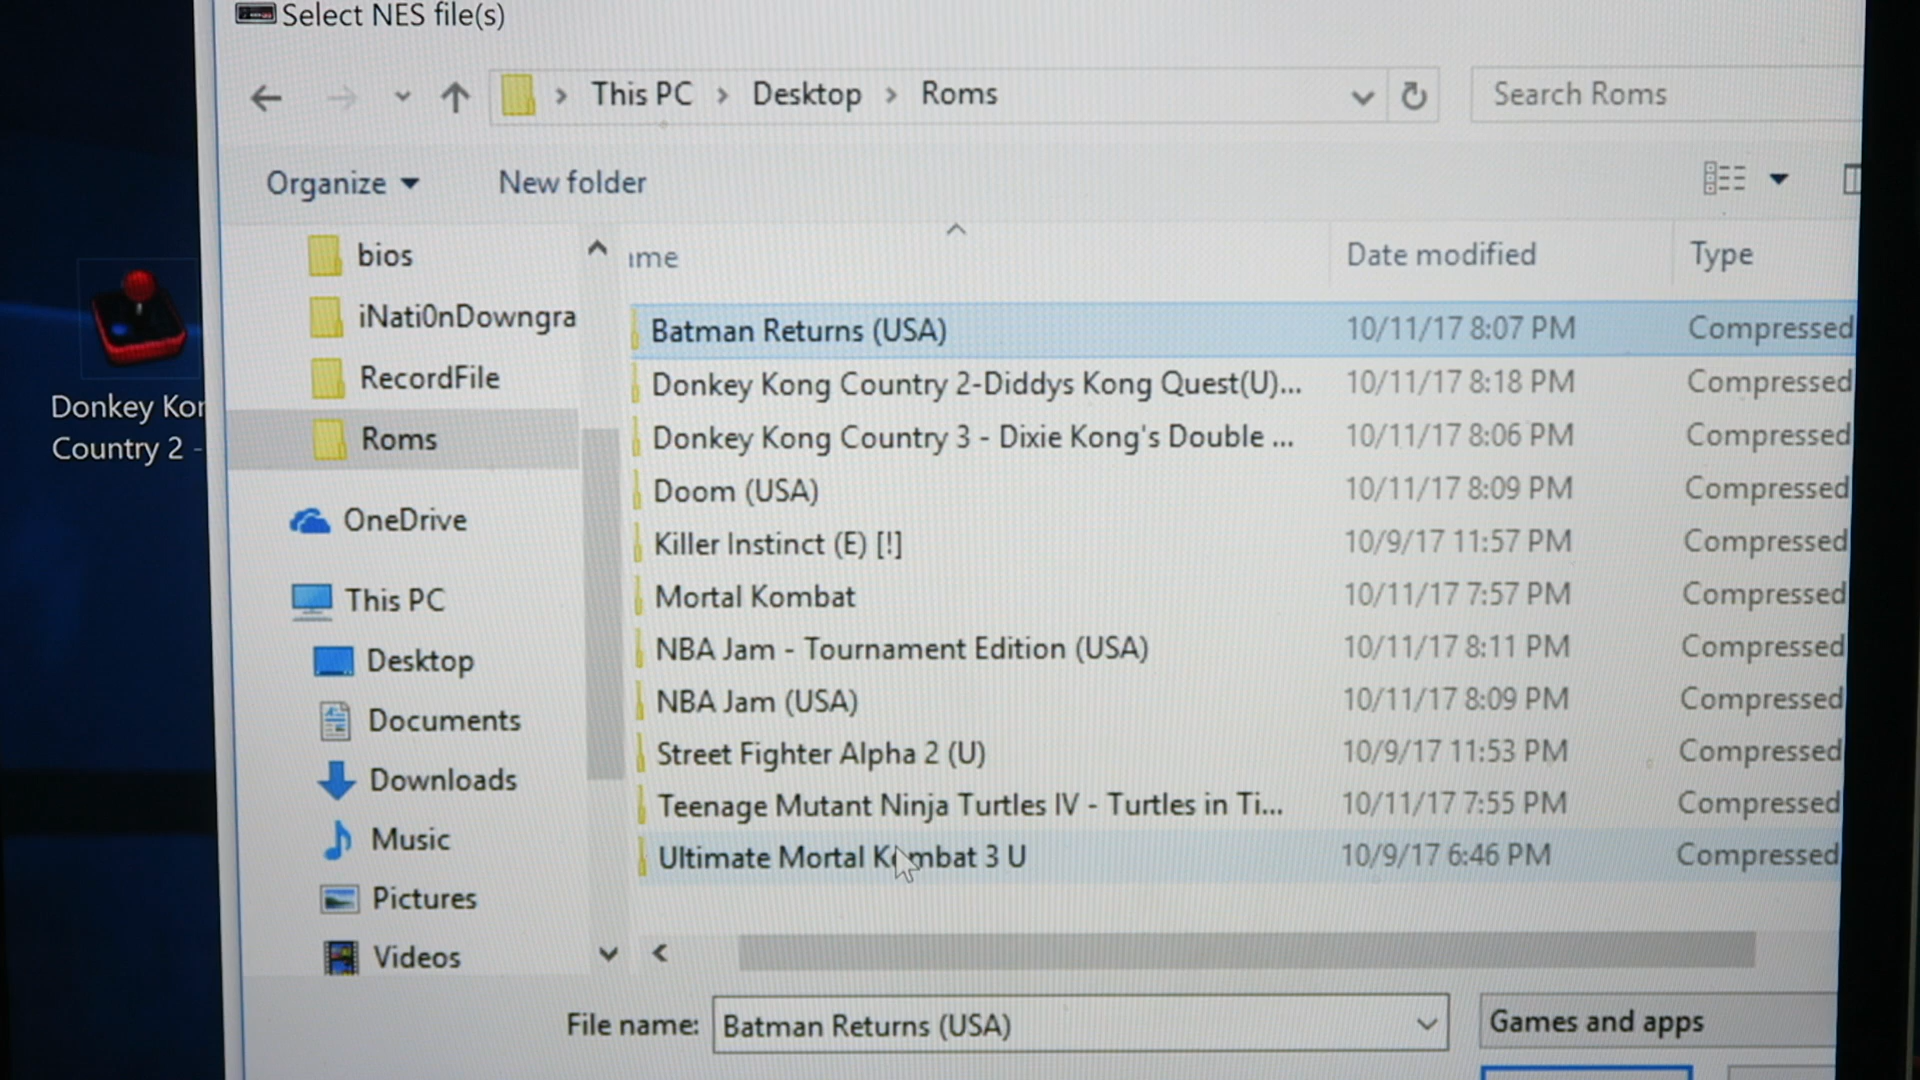 Select NES file(s)
This PC > Desktop > Roms
Search Roms
Organize
New folder
bios
iNati0nDowngra
RecordFile
Roms
OneDrive
This PC
Desktop
Documents
Downloads
Music
Pictures
Videos
ame Date modified Type
Batman Returns (USA) 10/11/17 8:07 PM Compressed
Donkey Kong Country 2-Diddys Kong Quest(U)... 10/11/17 8:18 PM Compressed
Donkey Kong Country 3 - Dixie Kong's Double ... 10/11/17 8:06 PM Compressed
Doom (USA) 10/11/17 8:09 PM Compressed
Killer Instinct (E) [!] 10/9/17 11:57 PM Compressed
Mortal Kombat 10/11/17 7:57 PM Compressed
NBA Jam - Tournament Edition (USA) 10/11/17 8:11 PM Compressed
NBA Jam (USA) 10/11/17 8:09 PM Compressed
Street Fighter Alpha 2 (U) 10/9/17 11:53 PM Compressed
Teenage Mutant Ninja Turtles IV - Turtles in Ti... 10/11/17 7:55 PM Compressed
Ultimate Mortal Kombat 3 U 10/9/17 6:46 PM Compressed
File name: Batman Returns (USA) Games and apps
Donkey Kon
Country 2 -